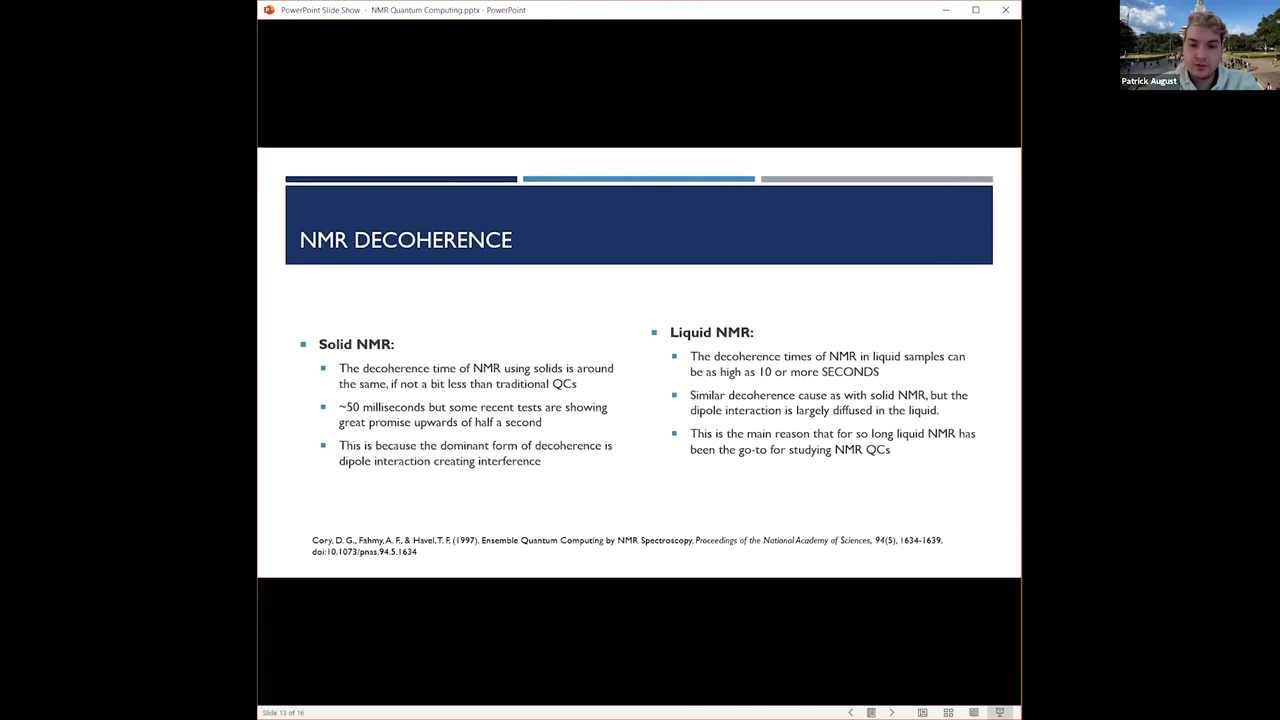 PowerPoint Slide Show - NMR Quantum Computing.pptx - PowerPoint
Patrick August
NMR DECOHERENCE
Solid NMR:
The decoherence time of NMR using solids is around
the same, if not a bit less than traditional QCs
~50 milliseconds but some recent tests are showing
great promise upwards of half a second
This is because the dominant form of decoherence is
dipole interaction creating interference
Liquid NMR:
The decoherence times of NMR in liquid samples can
be as high as 10 or more SECONDS
Similar decoherence cause as with solid NMR, but the
dipole interaction is largely diffused in the liquid.
This is the main reason that for so long liquid NMR has
been the go-to for studying NMR QCs
Cory, D. G., Fahmy, A. F., & Havel, T. F. (1997). Ensemble Quantum Computing by NMR Spectroscopy. Proceedings of the National Academy of Sciences, 94(5), 1634-1639.
doi:10.1073/pnas.94.5.1634
Slide 13 of 16